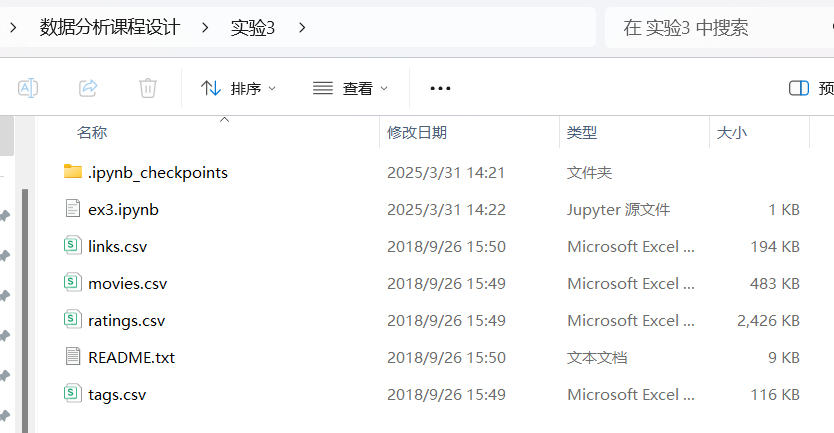 数据分析课程设计 > 实验3 > 在 实验3 中搜索
排序 查看 ••• 预
名称 修改日期 类型 大小
.ipynb_checkpoints 2025/3/31 14:21 文件夹
ex3.ipynb 2025/3/31 14:22 Jupyter 源文件 1 KB
links.csv 2018/9/26 15:50 Microsoft Excel ... 194 KB
movies.csv 2018/9/26 15:49 Microsoft Excel ... 483 KB
ratings.csv 2018/9/26 15:49 Microsoft Excel ... 2,426 KB
README.txt 2018/9/26 15:50 文本文档 9 KB
tags.csv 2018/9/26 15:49 Microsoft Excel ... 116 KB